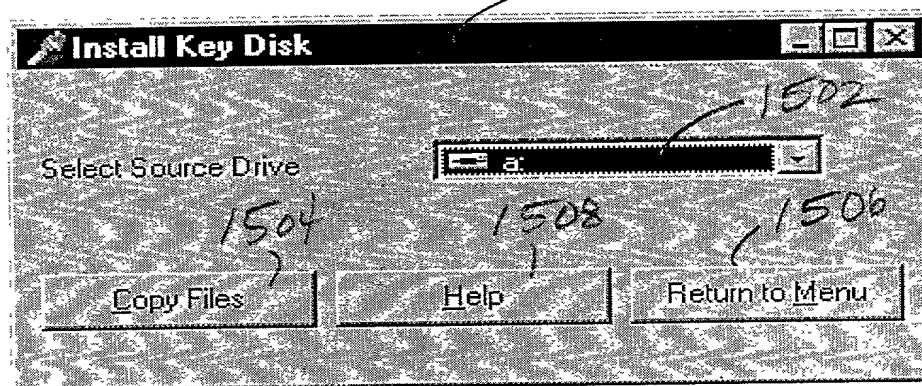 Install Key Disk
1502
Select Source Drive a:
1504 1508 1506
Copy Files Help Return to Menu